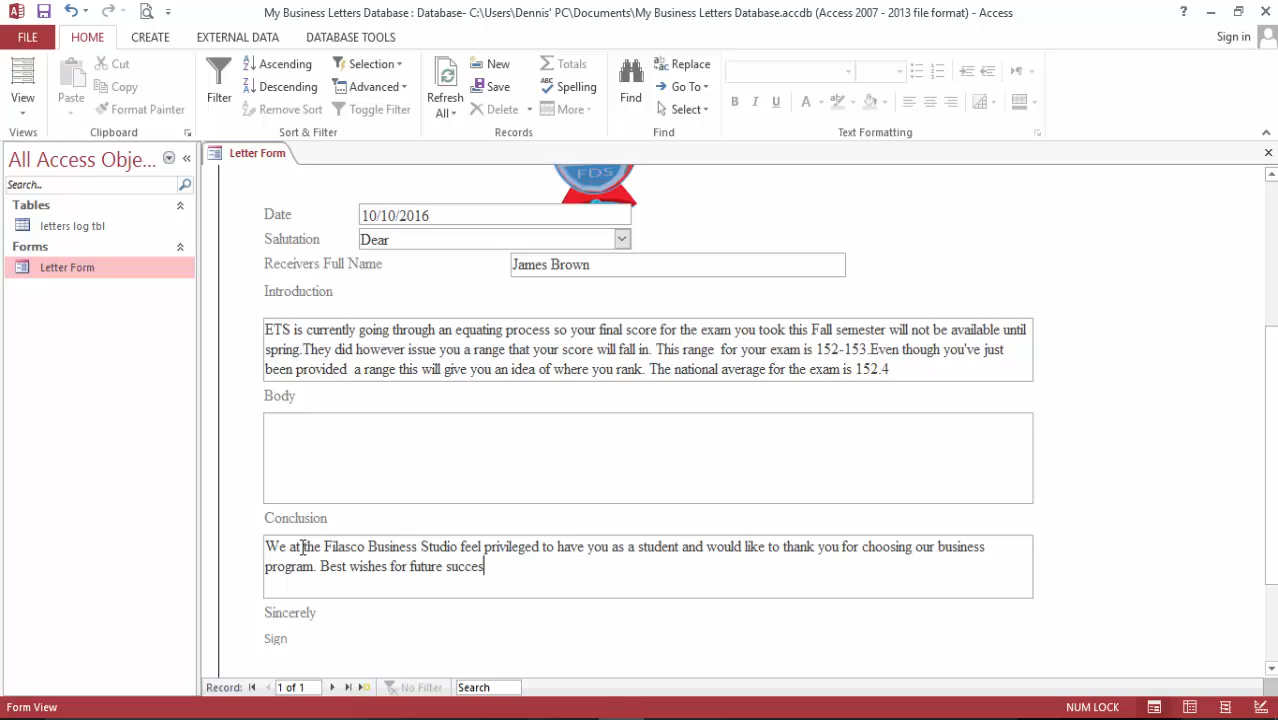 My Business Letters Database : Database- C:\Users\Dennis' PC\Documents\My Business Letters Database.accdb (Access 2007 - 2013 file format) - Access
FILE HOME CREATE EXTERNAL DATA DATABASE TOOLS Sign in
View
Views
Paste
Cut
Copy
Format Painter
Clipboard
Filter
Ascending
Descending
Remove Sort
Selection
Advanced
Toggle Filter
Sort & Filter
Refresh
All
New
Save
Delete
Totals
Spelling
More
Records
Find
Replace
Go To
Select
Find
B I U A
Text Formatting
All Access Obje...
Search...
Tables
letters log tbl
Forms
Letter Form
Letter Form
FDS
Date 10/10/2016
Salutation Dear
Receivers Full Name James Brown
Introduction
ETS is currently going through an equating process so your final score for the exam you took this Fall semester will not be available until
spring.They did however issue you a range that your score will fall in. This range  for your exam is 152-153.Even though you've just
been provided  a range this will give you an idea of where you rank. The national average for the exam is 152.4
Body
Conclusion
We at the Filasco Business Studio feel privileged to have you as a student and would like to thank you for choosing our business
program. Best wishes for future succes
Sincerely
Sign
Record: 1 of 1 No Filter Search
Form View NUM LOCK